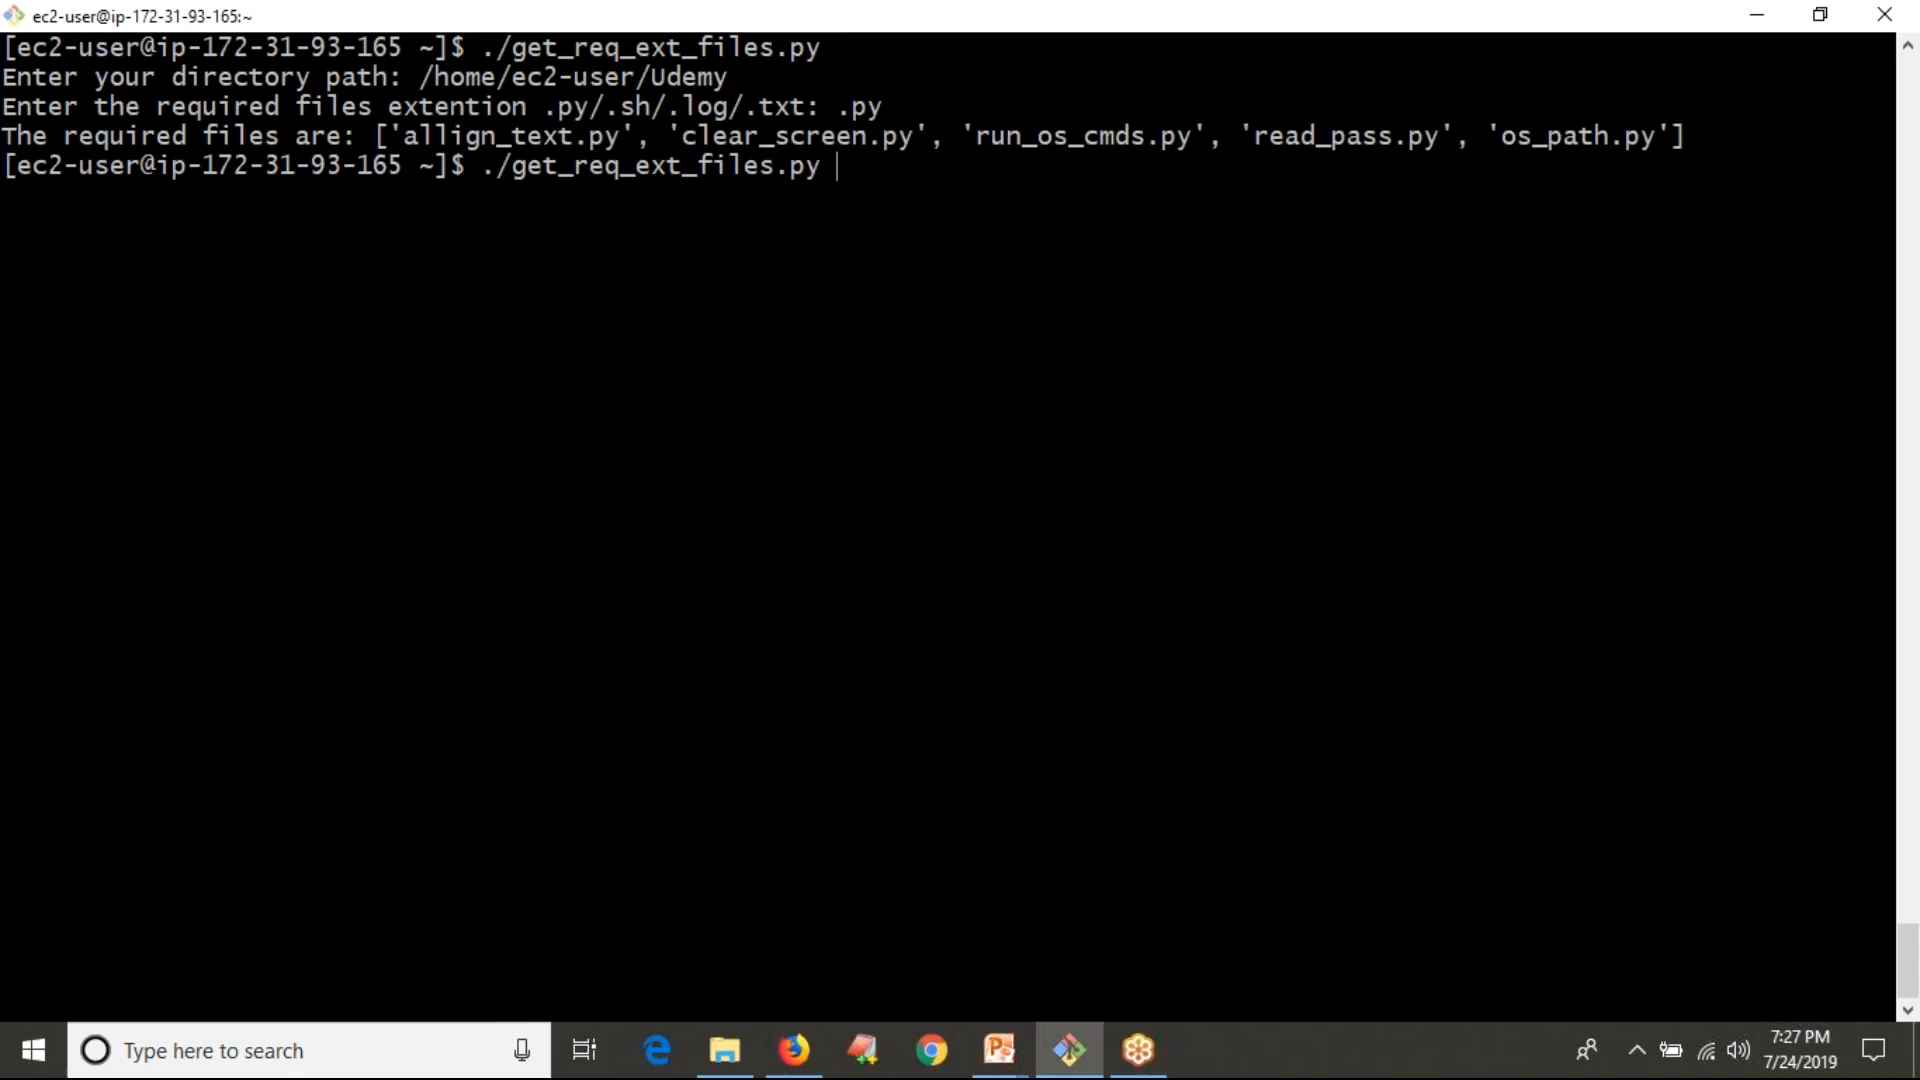 ec2-user@ip-172-31-93-165:~
[ec2-user@ip-172-31-93-165 ~]$ ./get_req_ext_files.py
Enter your directory path: /home/ec2-user/Udemy
Enter the required files extention .py/.sh/.log/.txt: .py
The required files are: ['allign_text.py', 'clear_screen.py', 'run_os_cmds.py', 'read_pass.py', 'os_path.py']
[ec2-user@ip-172-31-93-165 ~]$ ./get_req_ext_files.py
Type here to search
7:27 PM
7/24/2019